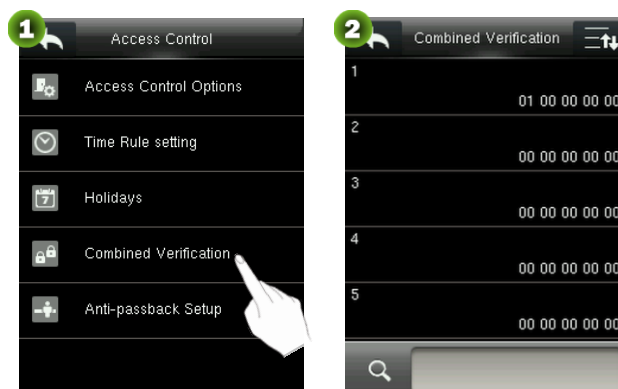 1
Access Control
Access Control Options
Time Rule setting
7
Holidays
Combined Verification
Anti-passback Setup
2
Combined Verification
1
01 00 00 00 00
2
00 00 00 00 00
3
00 00 00 00 00
4
00 00 00 00 00
5
00 00 00 00 00